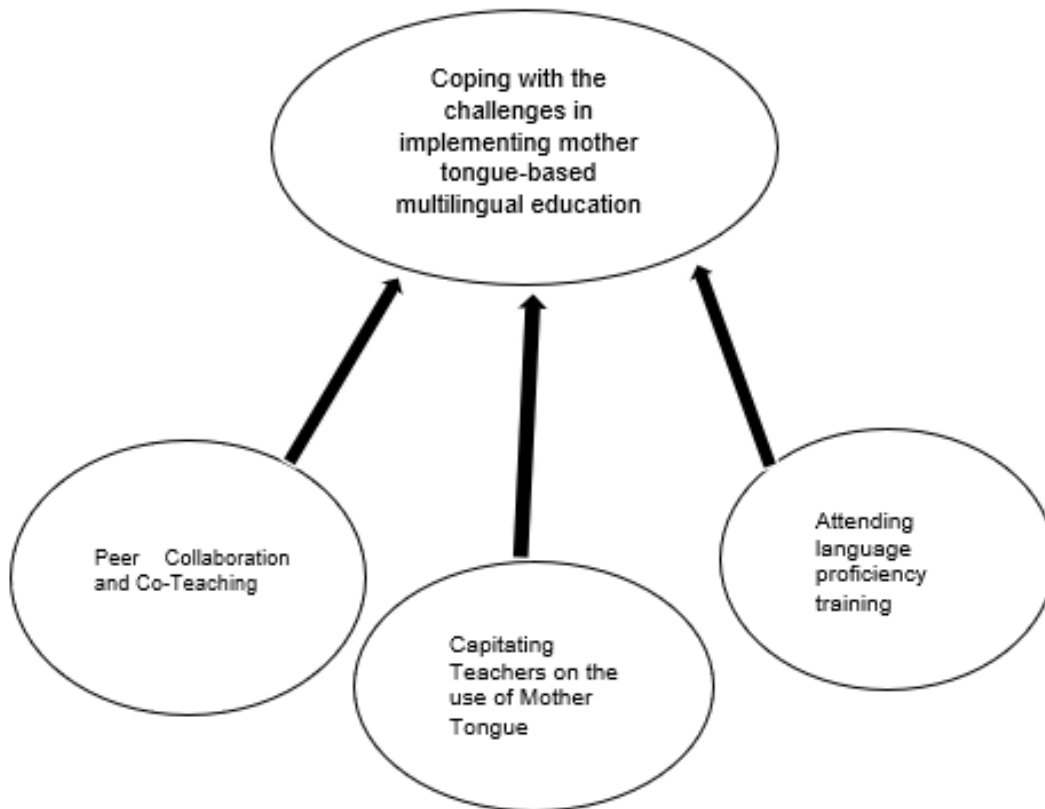 Coping with the
challenges in
implementing mother
tongue-based
multilingual education
Peer Collaboration
and Co-Teaching
Capitating
Teachers on the
use of Mother
Tongue
Attending
language
proficiency
training